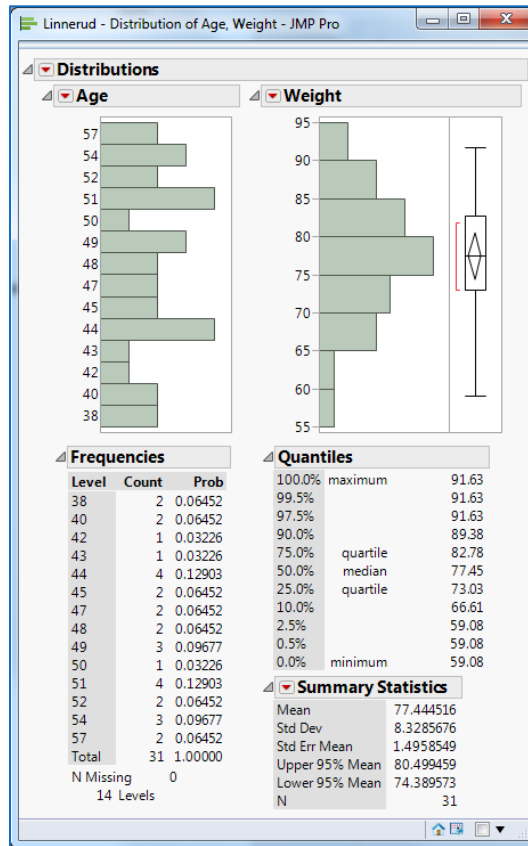 Linnerud - Distribution of Age, Weight - JMP Pro
Distributions
Age
57
54
52
51
50
49
48
47
45
44
43
42
40
38
Weight
95
90
85
80
75
70
65
60
55
Frequencies
Level Count Prob
38 2 0.06452
40 2 0.06452
42 1 0.03226
43 1 0.03226
44 4 0.12903
45 2 0.06452
47 2 0.06452
48 2 0.06452
49 3 0.09677
50 1 0.03226
51 4 0.12903
52 2 0.06452
54 3 0.09677
57 2 0.06452
Total 31 1.00000
N Missing 0
14 Levels
Quantiles
100.0% maximum 91.63
99.5% 91.63
97.5% 91.63
90.0% 89.38
75.0% quartile 82.78
50.0% median 77.45
25.0% quartile 73.03
10.0% 66.61
2.5% 59.08
0.5% 59.08
0.0% minimum 59.08
Summary Statistics
Mean 77.444516
Std Dev 8.3285676
Std Err Mean 1.4958549
Upper 95% Mean 80.499459
Lower 95% Mean 74.389573
N 31